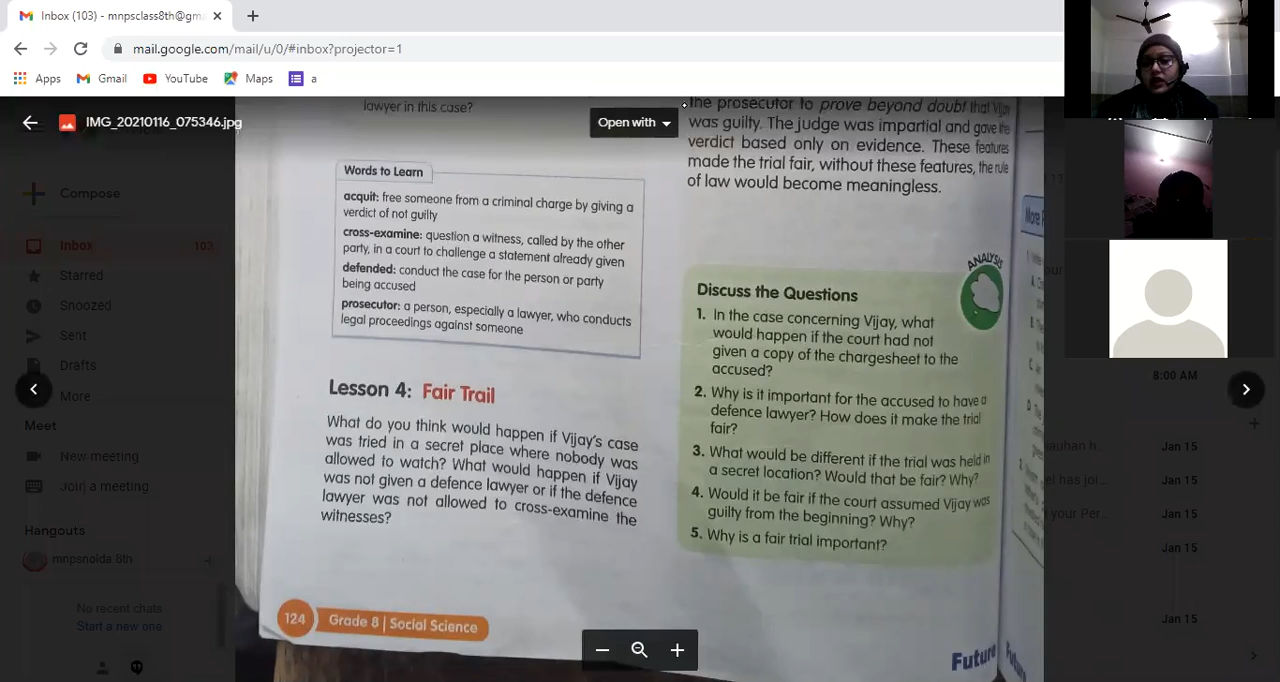 Inbox (103) - mnpsclass8th@gm
mail.google.com/mail/u/0/#inbox?projector=1
Apps
Gmail
YouTube
Maps
a
IMG_20210116_075346.jpg
Open with
Compose
Inbox 103
Starred
Snoozed
Sent
Drafts
More
Meet
New meeting
Join a meeting
Hangouts
mnpsnoida 8th
No recent chats
Start a new one
lawyer in this case?
Words to Learn
acquit: free someone from a criminal charge by giving a
verdict of not guilty
cross-examine: question a witness, called by the other
party, in a court to challenge a statement already given
defended: conduct the case for the person or party
being accused
prosecutor: a person, especially a lawyer, who conducts
legal proceedings against someone
Lesson 4: Fair Trail
What do you think would happen if Vijay's case
was tried in a secret place where nobody was
allowed to watch? What would happen if Vijay
was not given a defence lawyer or if the defence
lawyer was not allowed to cross-examine the
witnesses?
124
Grade 8 | Social Science
the prosecutor to prove beyond doubt that Vijay
was guilty. The judge was impartial and gave the
verdict based only on evidence. These features
made the trial fair, without these features, the rule
of law would become meaningless.
ANALYSIS
Discuss the Questions
1. In the case concerning Vijay, what
would happen if the court had not
given a copy of the chargesheet to the
accused?
2. Why is it important for the accused to have a
defence lawyer? How does it make the trial
fair?
3. What would be different if the trial was held in
a secret location? Would that be fair? Why?
4. Would it be fair if the court assumed Vijay was
guilty from the beginning? Why?
5. Why is a fair trial important?
Future
8:00 AM
Jan 15
Jan 15
Jan 15
Jan 15
Jan 15